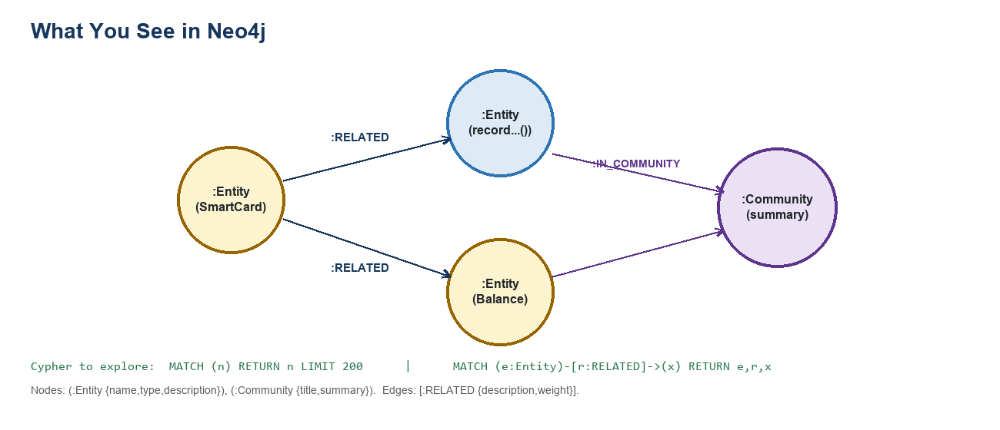 What You See in Neo4j
:Entity
(record...())
:RELATED
:IN_COMMUNITY
:Entity
(SmartCard)
:Community
(summary)
:RELATED
:Entity
(Balance)
Cypher to explore:  MATCH (n) RETURN n LIMIT 200      |      MATCH (e:Entity)-[r:RELATED]->(x) RETURN e,r,x
Nodes: (:Entity {name,type,description}), (:Community {title,summary}).  Edges: [:RELATED {description,weight}].